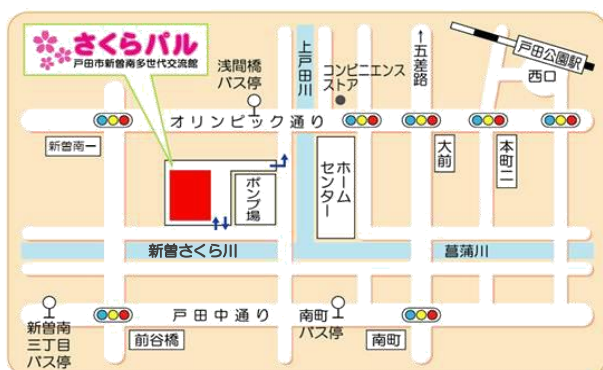 さくらパル
戸田市新曽南多世代交流館
浅間橋
バス停
上戸田川
コンビニエンス
ストア
↑五差路
戸田公園駅
西口
オリンピック通り
新曽南一
大前
本町二
ポンプ場
ホーム
センター
新曽さくら川
菖蒲川
戸田中通り
南町
バス停
新曽南
三丁目
バス停
前谷橋
南町